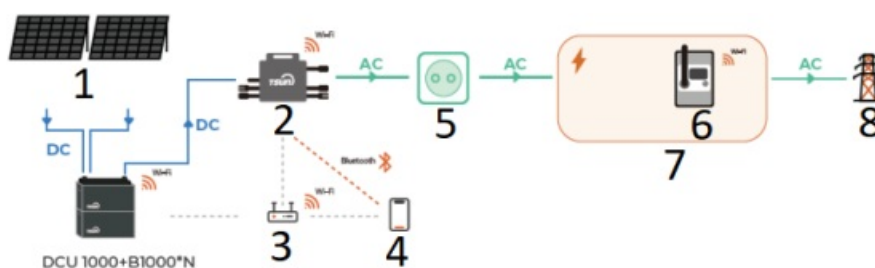 1
Wi-Fi
TSUN
2
AC
5
AC
Wi-Fi
6
7
AC
8
DC
DC
DC
Wi-Fi
Bluetooth
Wi-Fi
3
4
DCU 1000+B1000*N